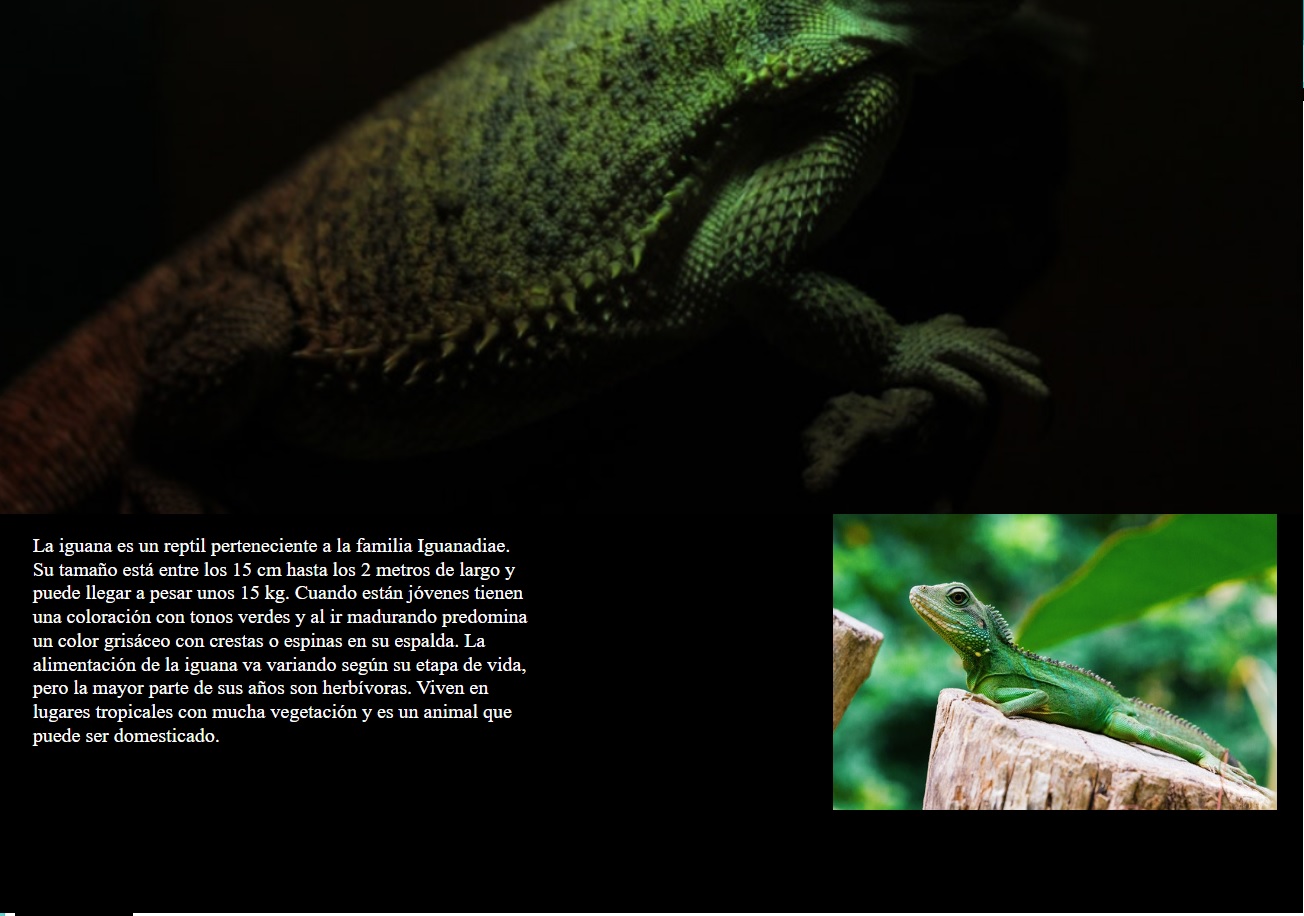 La iguana es un reptil perteneciente a la familia Iguanadiae.
Su tamaño está entre los 15 cm hasta los 2 metros de largo y
puede llegar a pesar unos 15 kg. Cuando están jóvenes tienen
una coloración con tonos verdes y al ir madurando predomina
un color grisáceo con crestas o espinas en su espalda. La
alimentación de la iguana va variando según su etapa de vida,
pero la mayor parte de sus años son herbívoras. Viven en
lugares tropicales con mucha vegetación y es un animal que
puede ser domesticado.